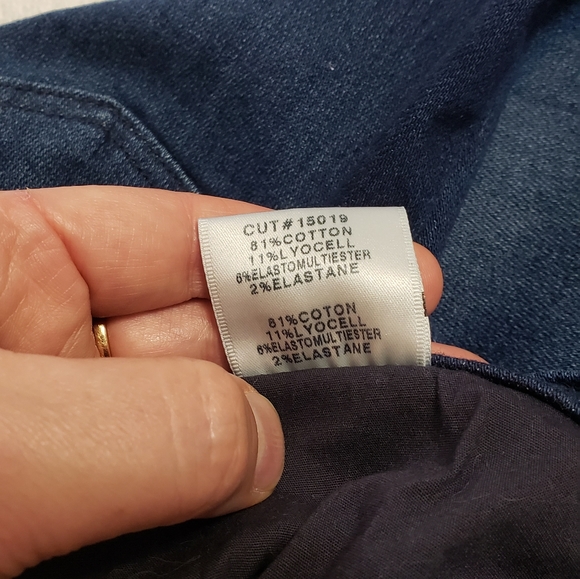 CUT#15019
81%COTTON
11%LYOCELL
6%ELASTOMULTIESTER
2%ELASTANE
81%COTON
11%LYOCELL
6%ELASTOMULTIESTER
2%ELASTANE